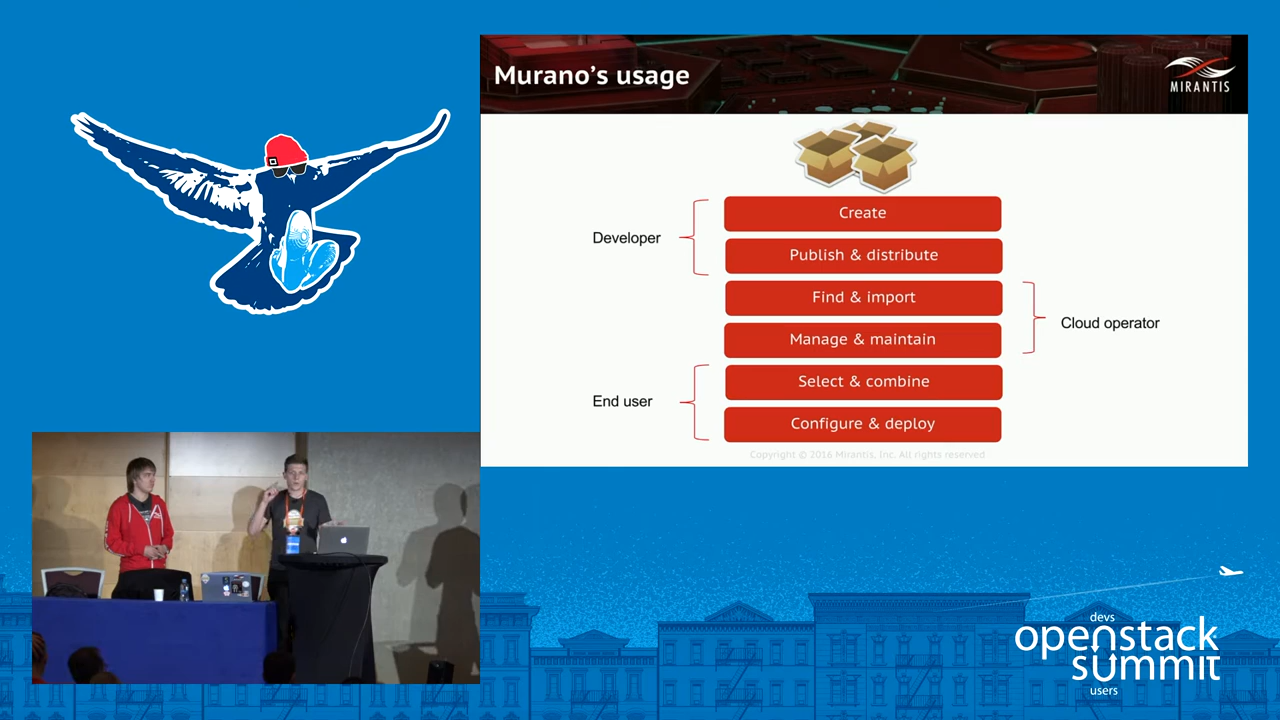 Murano's usage
MIRANTIS
Create
Developer
Publish & distribute
Find & import
Cloud operator
Manage & maintain
Select & combine
End user
Configure & deploy
Copyright © 2016 Mirantis, Inc. All rights reserved
devs
openstack
summit
users